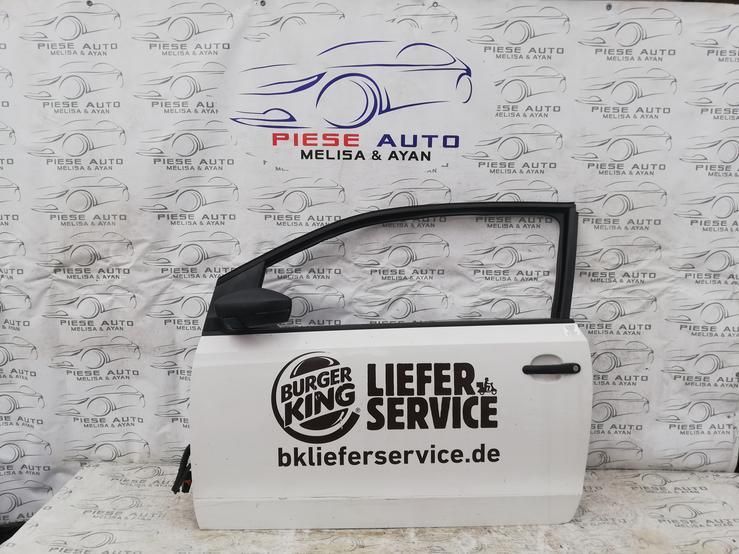 PIESE AUTO
MELISA & AYAN
BURGER
KING
®
LIEFER
SERVICE
bklieferservice.de